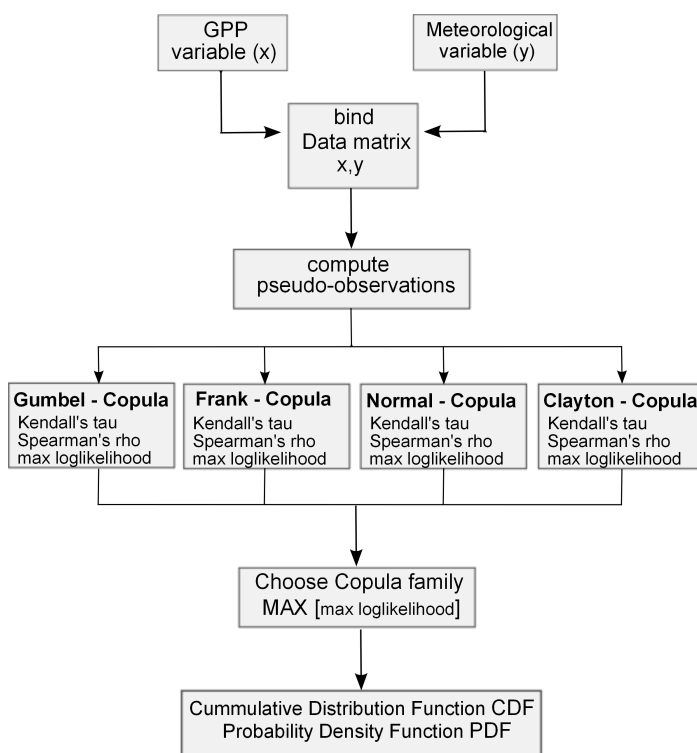 GPP
variable (x)
Meteorological
variable (y)
bind
Data matrix
x,y
compute
pseudo-observations
Gumbel - Copula
Kendall's tau
Spearman's rho
max loglikelihood
Frank - Copula
Kendall's tau
Spearman's rho
max loglikelihood
Normal - Copula
Kendall's tau
Spearman's rho
max loglikelihood
Clayton - Copula
Kendall's tau
Spearman's rho
max loglikelihood
Choose Copula family
MAX [max loglikelihood]
Cummulative Distribution Function CDF
Probability Density Function PDF